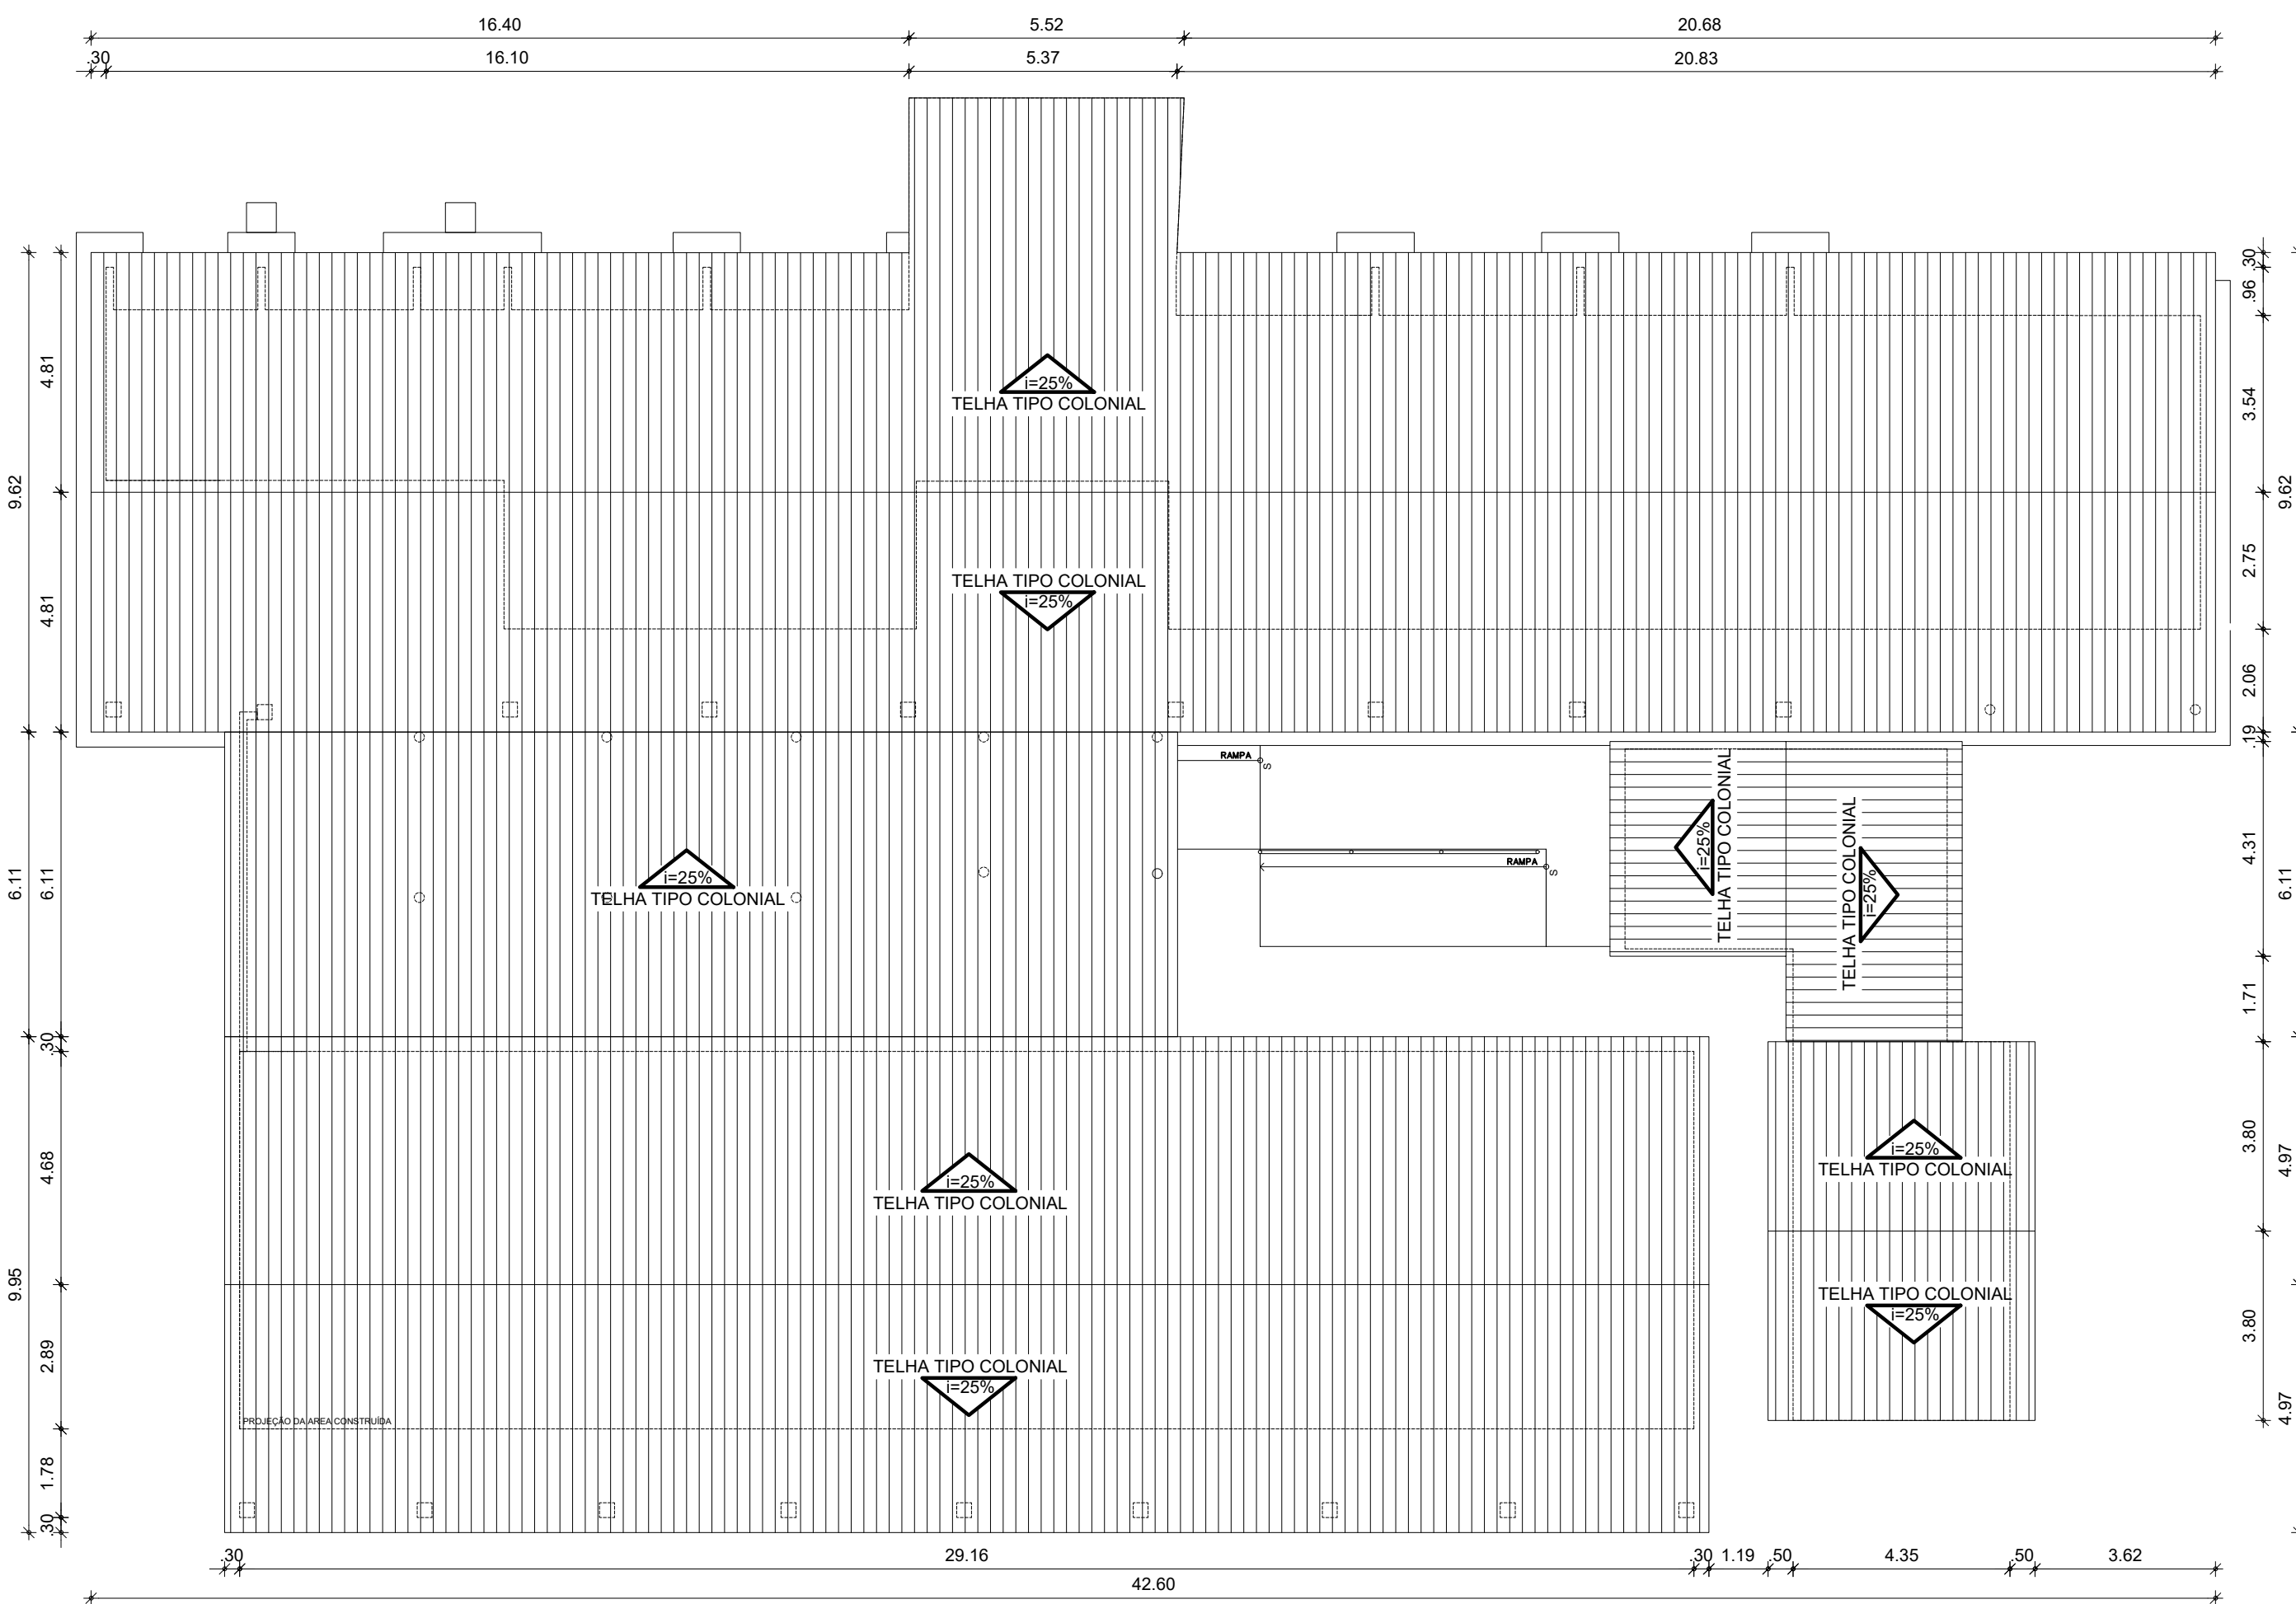 16.40 5.52 20.68
.30 16.10 5.37 20.83
.30
.96
4.81
3.54
i=25%
TELHA TIPO COLONIAL
9.62
9.62
2.75
TELHA TIPO COLONIAL
i=25%
4.81
2.06
.19
RAMPA
S
TELHA TIPO COLONIAL
i=25%
4.31
RAMPA
S
i=25%
TELHA TIPO COLONIAL
i=25%
TELHA TIPO COLONIAL
6.11
6.11
6.11
1.71
.30
3.80
i=25%
TELHA TIPO COLONIAL
4.68
4.97
i=25%
TELHA TIPO COLONIAL
9.95
TELHA TIPO COLONIAL
i=25%
3.80
2.89
TELHA TIPO COLONIAL
i=25%
4.97
PROJEÇÃO DA AREA CONSTRUÍDA
1.78
.30
.30 29.16 .30 1.19 .50 4.35 .50 3.62
42.60